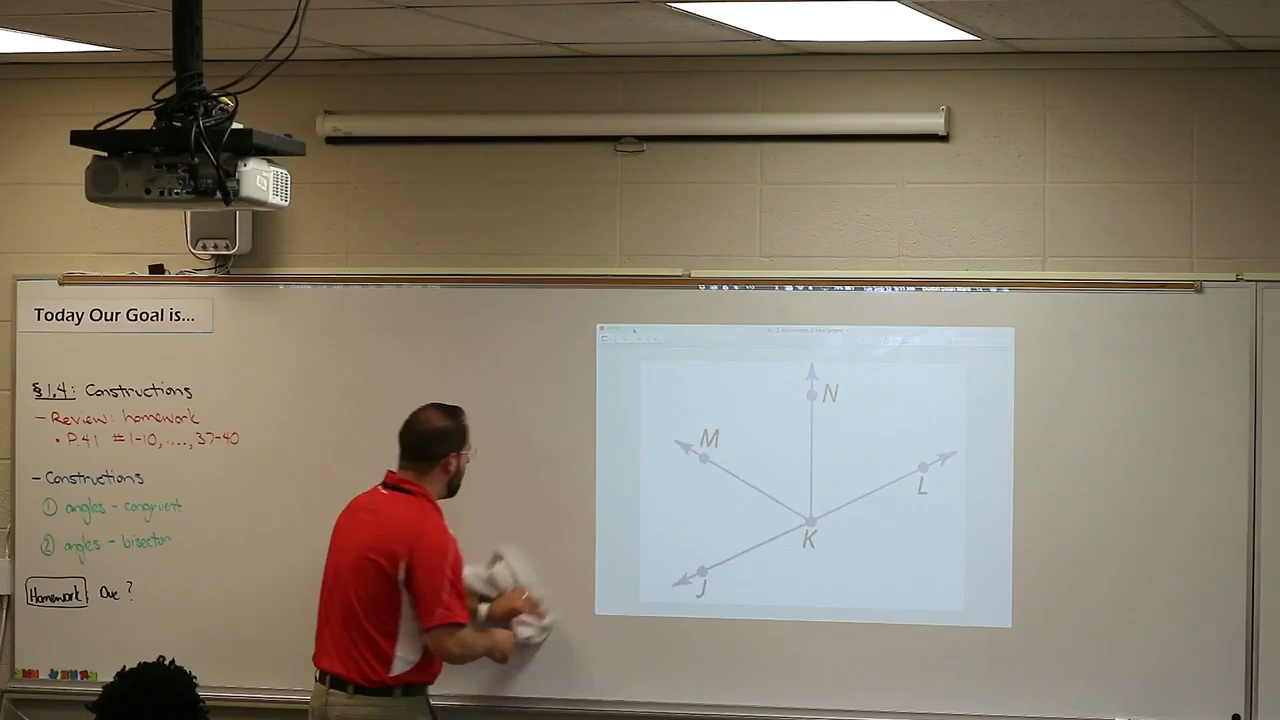 Today Our Goal is...
§1.4: Constructions
- Review: homework
• P.41 # 1-10, ...., 37-40
- Constructions
① angles - congruent
② angles - bisector
Homework Due?
N
M
L
K
J